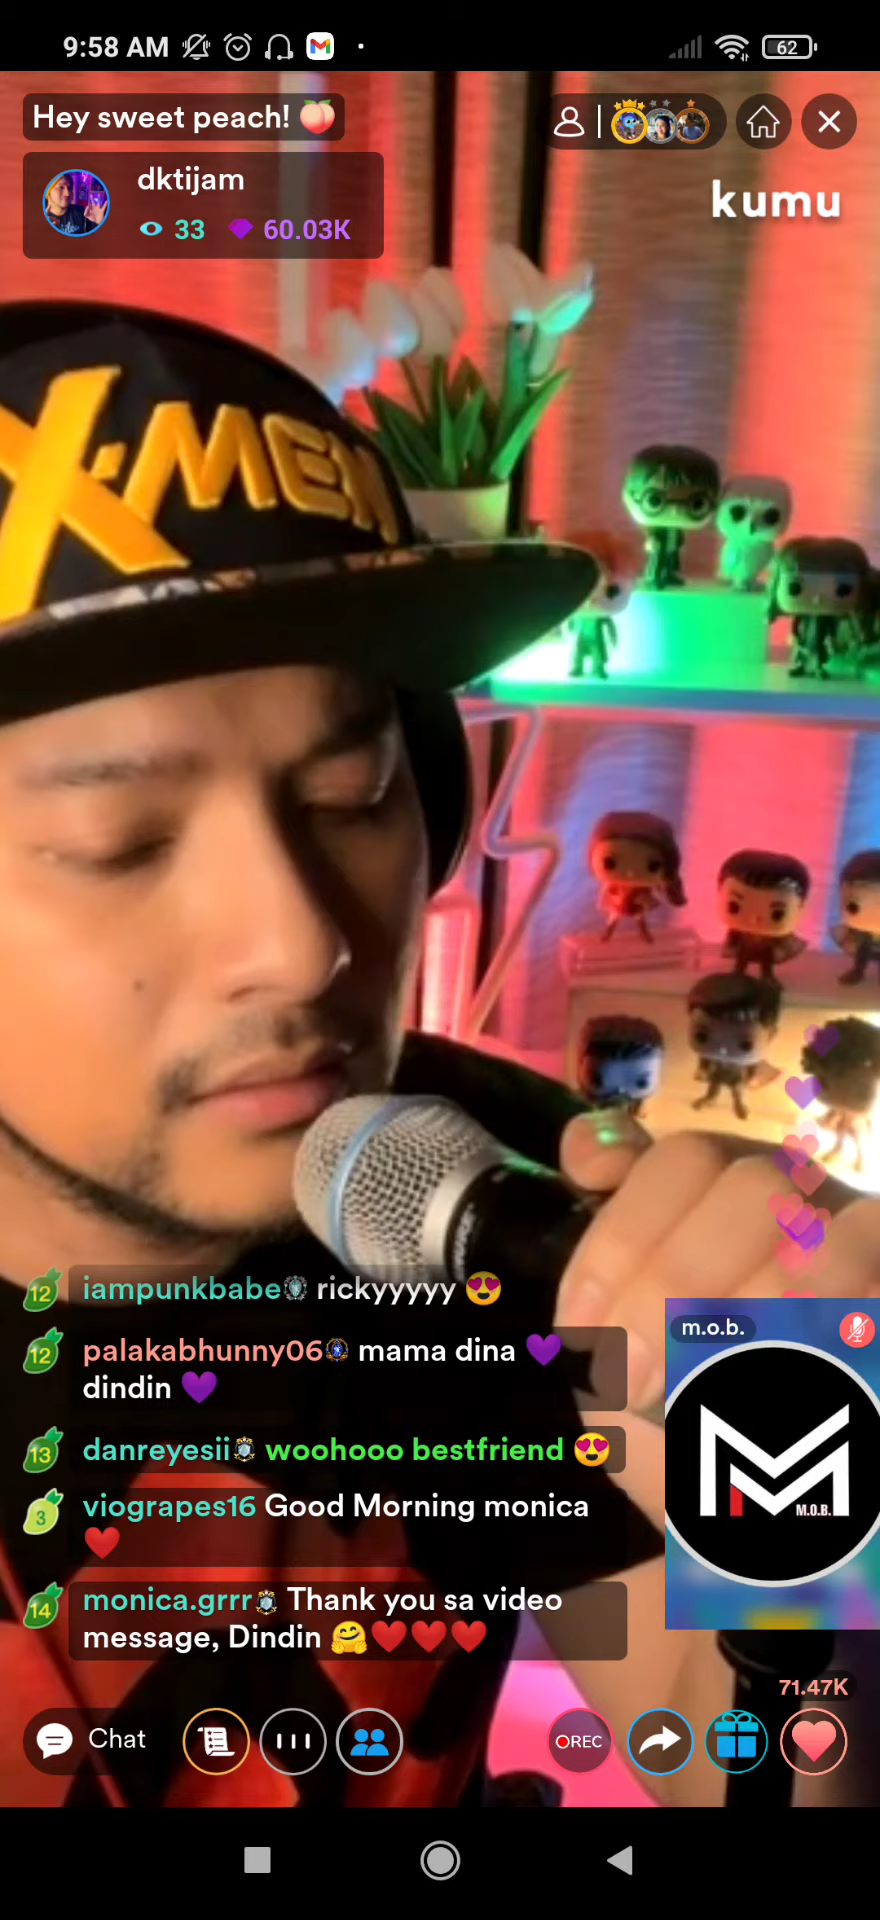 9:58 AM
62
Hey sweet peach! 🍑
dktijam
33 60.03K
kumu
X-MEN
12 iampunkbabe rickyyyyy 😍
m.o.b.
12 palakabhunny06 mama dina 💜
dindin 💜
13 danreyesii woohooo bestfriend 😍
3 viograpes16 Good Morning monica
❤️
M.O.B.
14 monica.grrr Thank you sa video
message, Dindin 🤗❤️❤️❤️
71.47K
Chat
REC